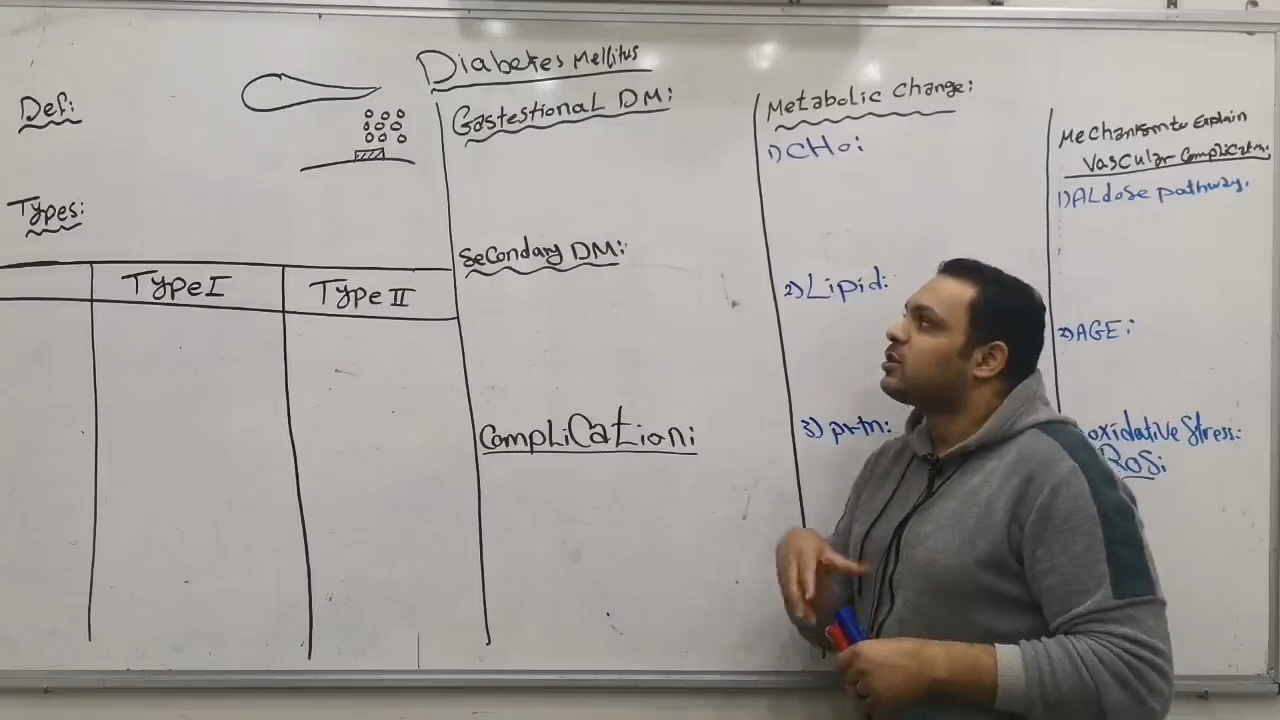 Diabetes Mellitus
Def:
Types:
Type I
Type II
Gastestional DM:
Secondary DM:
Complication:
Metabolic Change:
1) CHO:
2) Lipid:
3) prtn:
Mechanism to Explain
Vascular Complicatn:
1) ALdose pathway.
2) AGE:
oxidative Stress:
ROS: